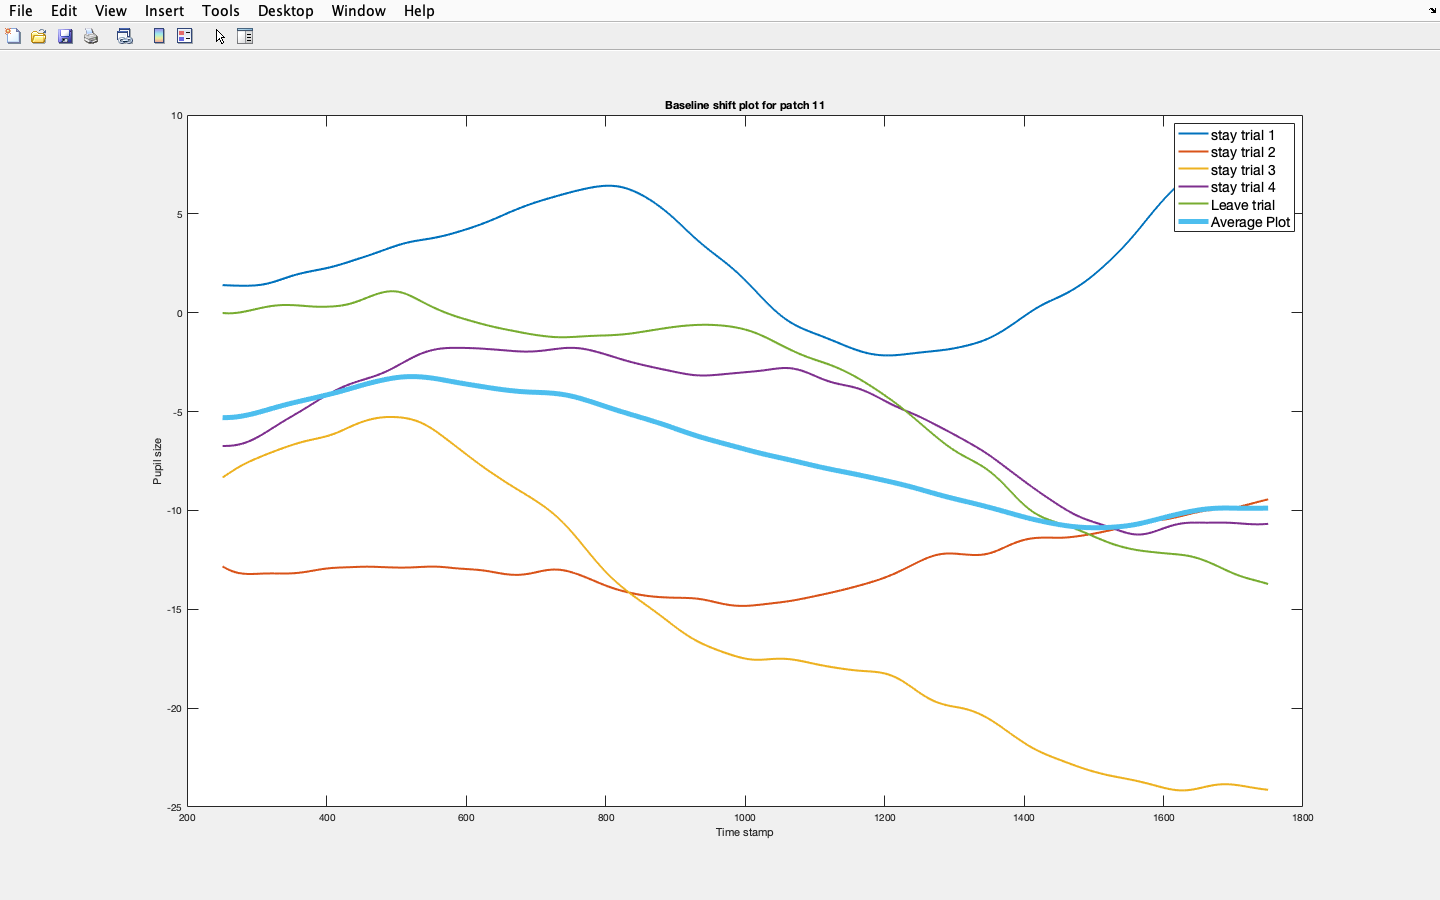 File Edit View Insert Tools Desktop Window Help
Baseline shift plot for patch 11
10
5
0
-5
-10
-15
-20
-25
Pupil size
stay trial 1
stay trial 2
stay trial 3
stay trial 4
Leave trial
Average Plot
200 400 600 800 1000 1200 1400 1600 1800
Time stamp